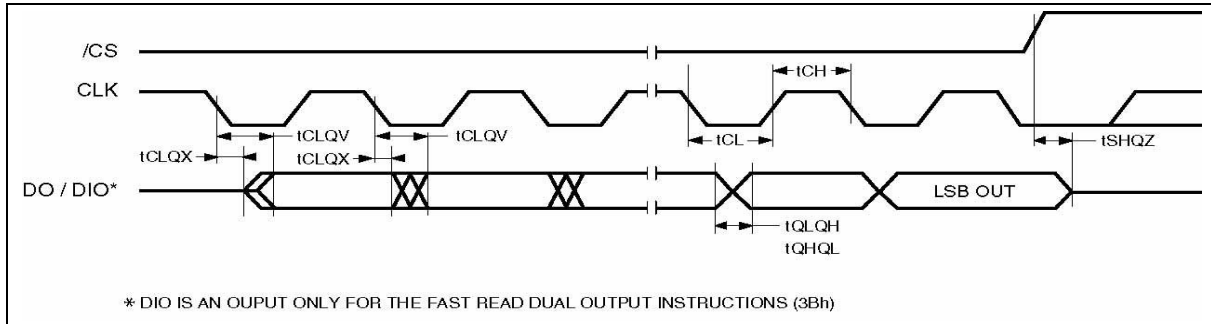 /CS
tCH
CLK
tCLQV
tCLQV
tCL
tSHQZ
tCLQX
tCLQX
DO / DIO*
LSB OUT
tQLQH
tQHQL
* DIO IS AN OUPUT ONLY FOR THE FAST READ DUAL OUTPUT INSTRUCTIONS (3Bh)